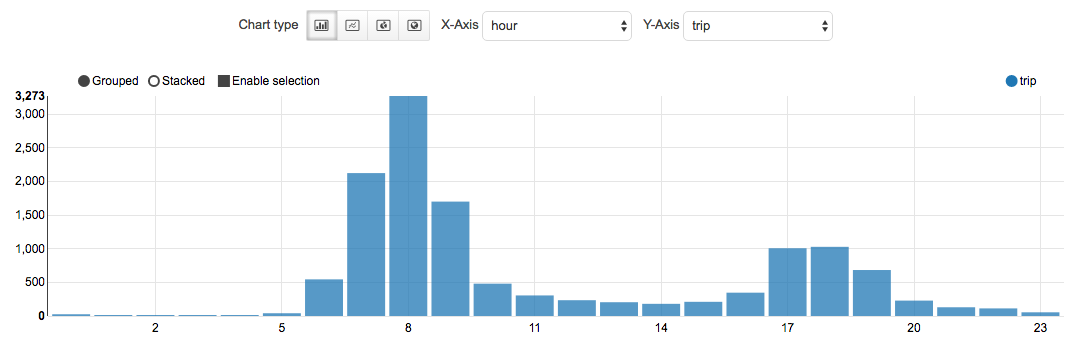 Chart type X-Axis hour Y-Axis trip
Grouped Stacked Enable selection trip
3,273
3,000
2,500
2,000
1,500
1,000
500
0
2 5 8 11 14 17 20 23